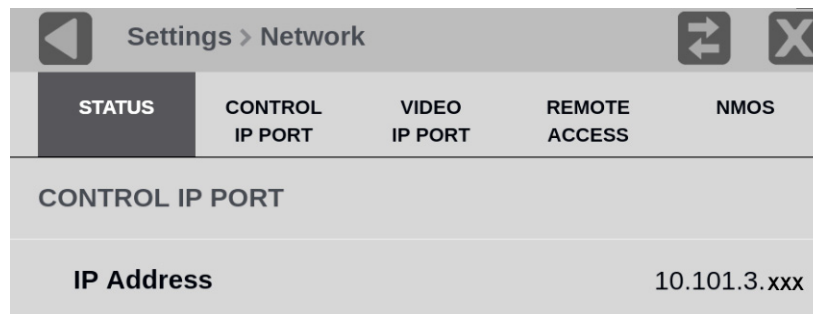 Settings > Network
X
STATUS
CONTROL IP PORT
VIDEO IP PORT
REMOTE ACCESS
NMOS
CONTROL IP PORT
IP Address 10.101.3.xxx